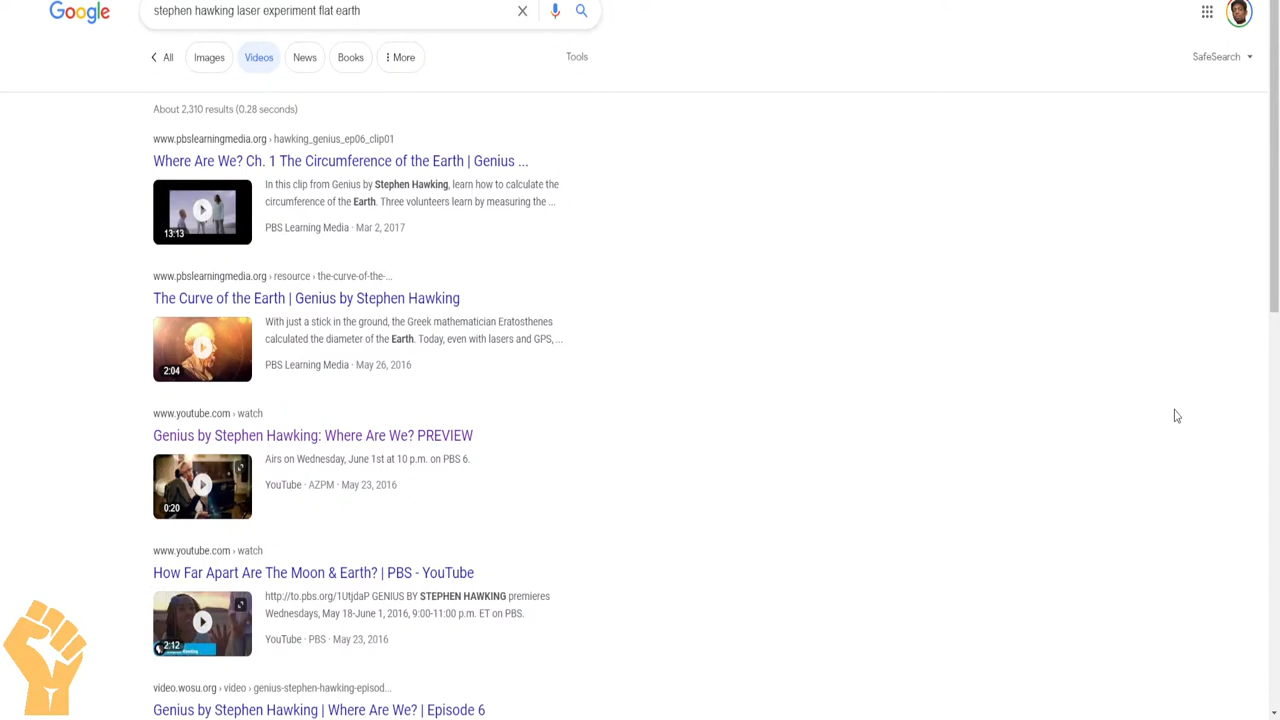 Google
stephen hawking laser experiment flat earth
All
Images
Videos
News
Books
More
Tools
SafeSearch
About 2,310 results (0.28 seconds)
www.pbslearningmedia.org › hawking_genius_ep06_clip01
Where Are We? Ch. 1 The Circumference of the Earth | Genius ...
In this clip from Genius by Stephen Hawking, learn how to calculate the
circumference of the Earth. Three volunteers learn by measuring the ...
13:13
PBS Learning Media · Mar 2, 2017
www.pbslearningmedia.org › resource › the-curve-of-the-...
The Curve of the Earth | Genius by Stephen Hawking
With just a stick in the ground, the Greek mathematician Eratosthenes
calculated the diameter of the Earth. Today, even with lasers and GPS, ...
2:04
PBS Learning Media · May 26, 2016
www.youtube.com › watch
Genius by Stephen Hawking: Where Are We? PREVIEW
Airs on Wednesday, June 1st at 10 p.m. on PBS 6.
YouTube · AZPM · May 23, 2016
0:20
www.youtube.com › watch
How Far Apart Are The Moon & Earth? | PBS - YouTube
http://to.pbs.org/1UtjdaP GENIUS BY STEPHEN HAWKING premieres
Wednesdays, May 18-June 1, 2016, 9:00-11:00 p.m. ET on PBS.
YouTube · PBS · May 23, 2016
2:12
video.wosu.org › video › genius-stephen-hawking-episod...
Genius by Stephen Hawking | Where Are We? | Episode 6